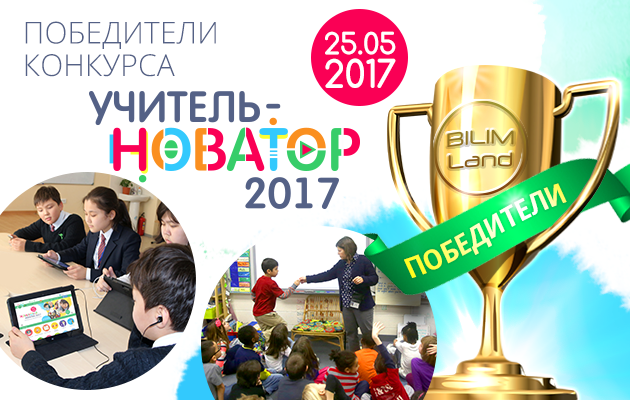 ПОБЕДИТЕЛИ
КОНКУРСА
УЧИТЕЛЬ-
НОВАТОР
2017
25.05
2017
BILIM
Land
ПОБЕДИТЕЛИ